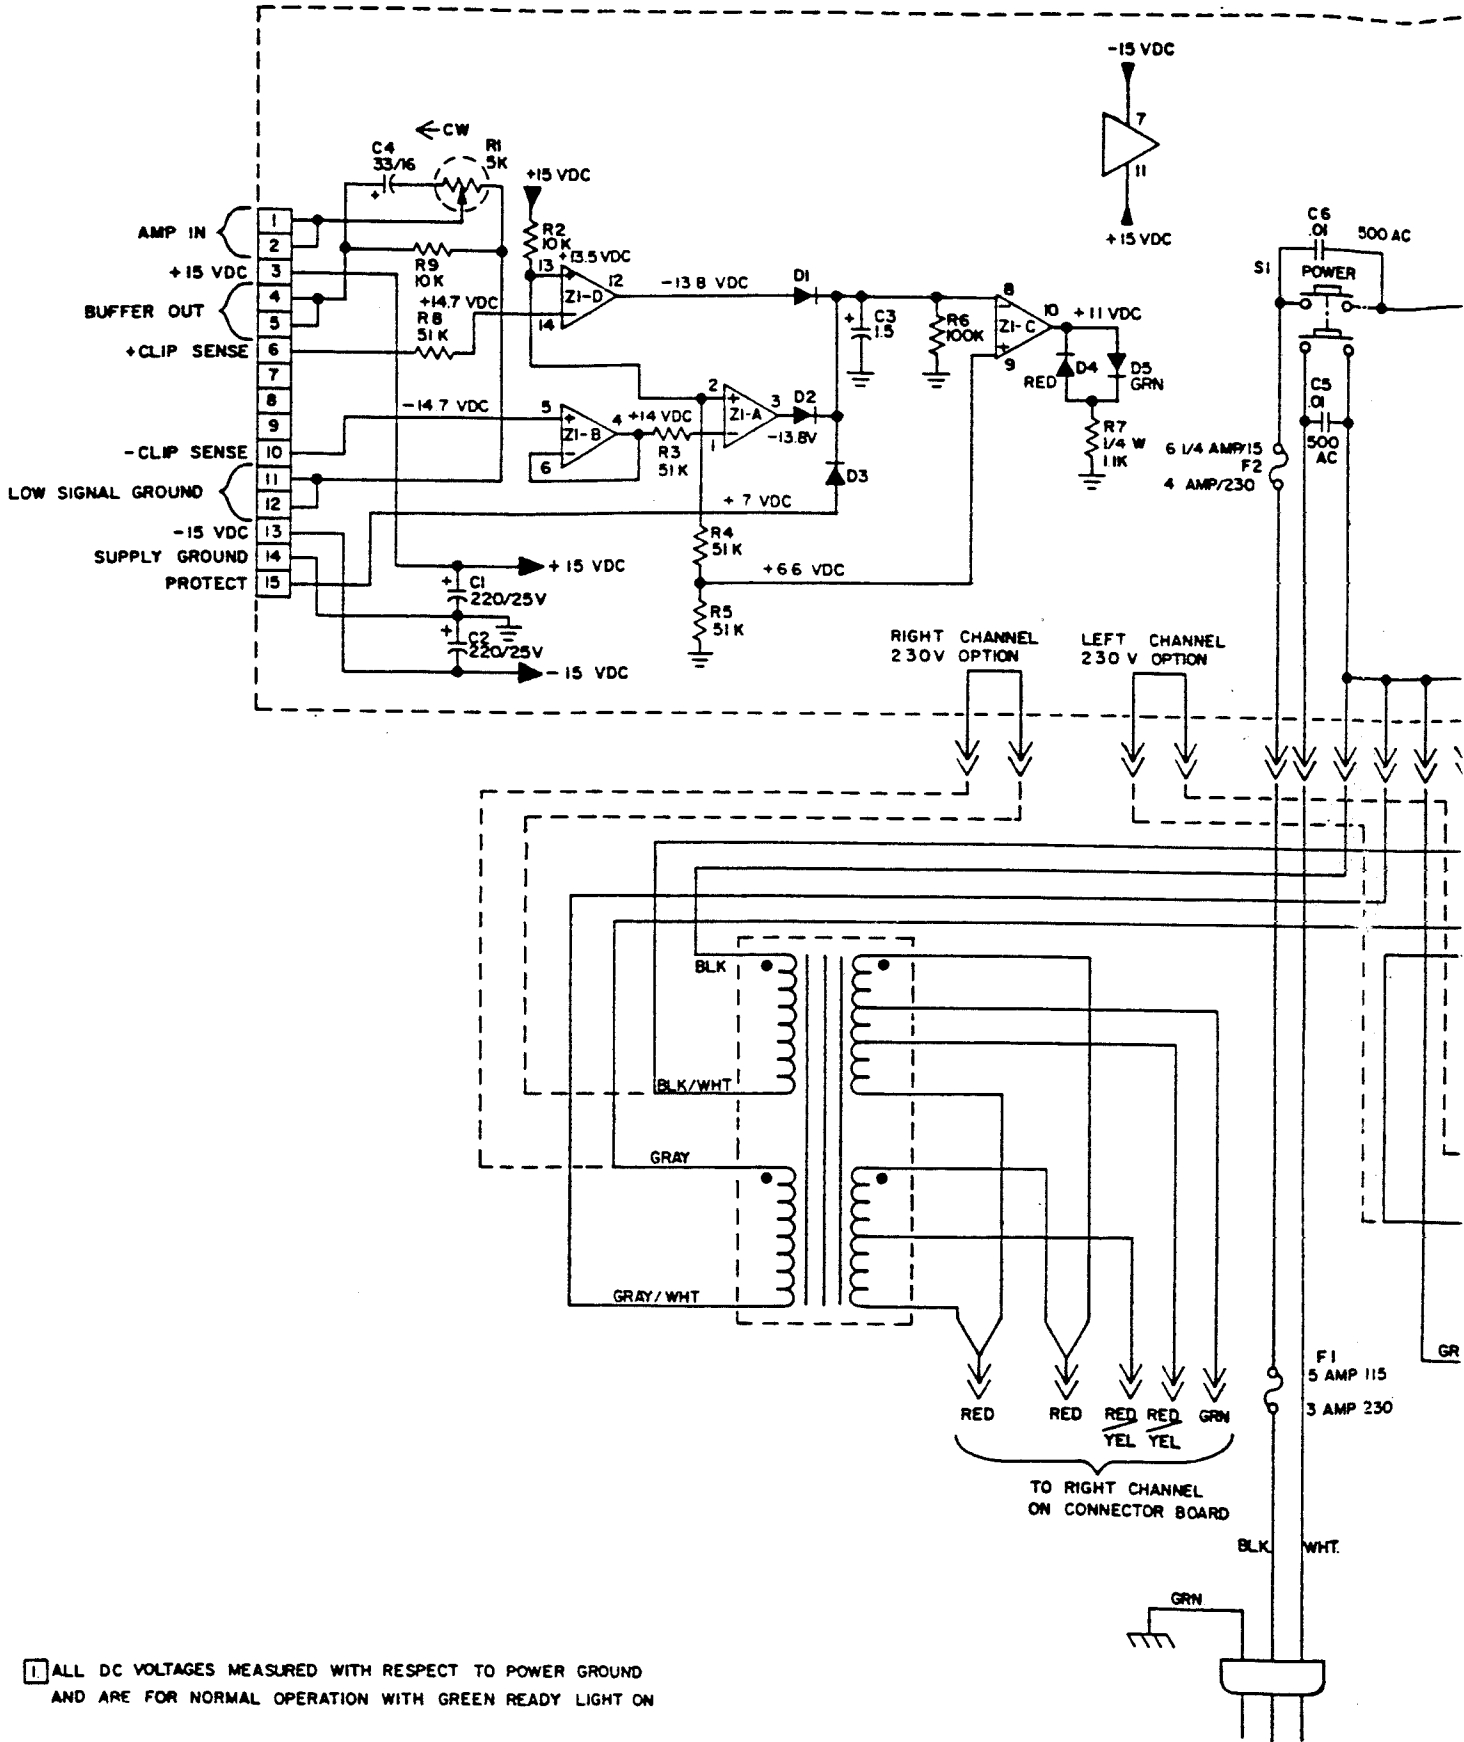 -15 VDC
7
11
+15 VDC
←CW
C4
33/16
+
R1
5K
+15 VDC
R2
10K
AMP IN
1
2
+15 VDC
3
BUFFER OUT
4
5
+CLIP SENSE
6
7
8
9
-CLIP SENSE
10
LOW SIGNAL GROUND
11
12
-15 VDC
13
SUPPLY GROUND
14
PROTECT
15
R9
10K
+14.7 VDC
R8
51K
13
+13.5VDC
+
Z1-D
-
14
12
-13.8 VDC
D1
+
C3
1.5
R6
100K
8
-
Z1-C
+
9
10
+11 VDC
D4
RED
D5
GRN
R7
1/4 W
1.1K
-14.7 VDC
5
+
Z1-B
-
6
4
+14 VDC
R3
51K
2
+
Z1-A
-
1
3
D2
-13.8V
D3
+7 VDC
R4
51K
+6.6 VDC
R5
51K
+15 VDC
+
C1
220/25V
+
C2
220/25V
-15 VDC
C6
.01
500 AC
S1
POWER
C5
.01
500
AC
6 1/4 AMP/15
F2
4 AMP/230
RIGHT CHANNEL
230V OPTION
LEFT CHANNEL
230 V OPTION
BLK
BLK/WHT
GRAY
GRAY/WHT
RED
RED
RED
YEL
RED
YEL
GRN
TO RIGHT CHANNEL
ON CONNECTOR BOARD
F1
5 AMP 115
3 AMP 230
GR
BLK
WHT.
GRN
1. ALL DC VOLTAGES MEASURED WITH RESPECT TO POWER GROUND
AND ARE FOR NORMAL OPERATION WITH GREEN READY LIGHT ON